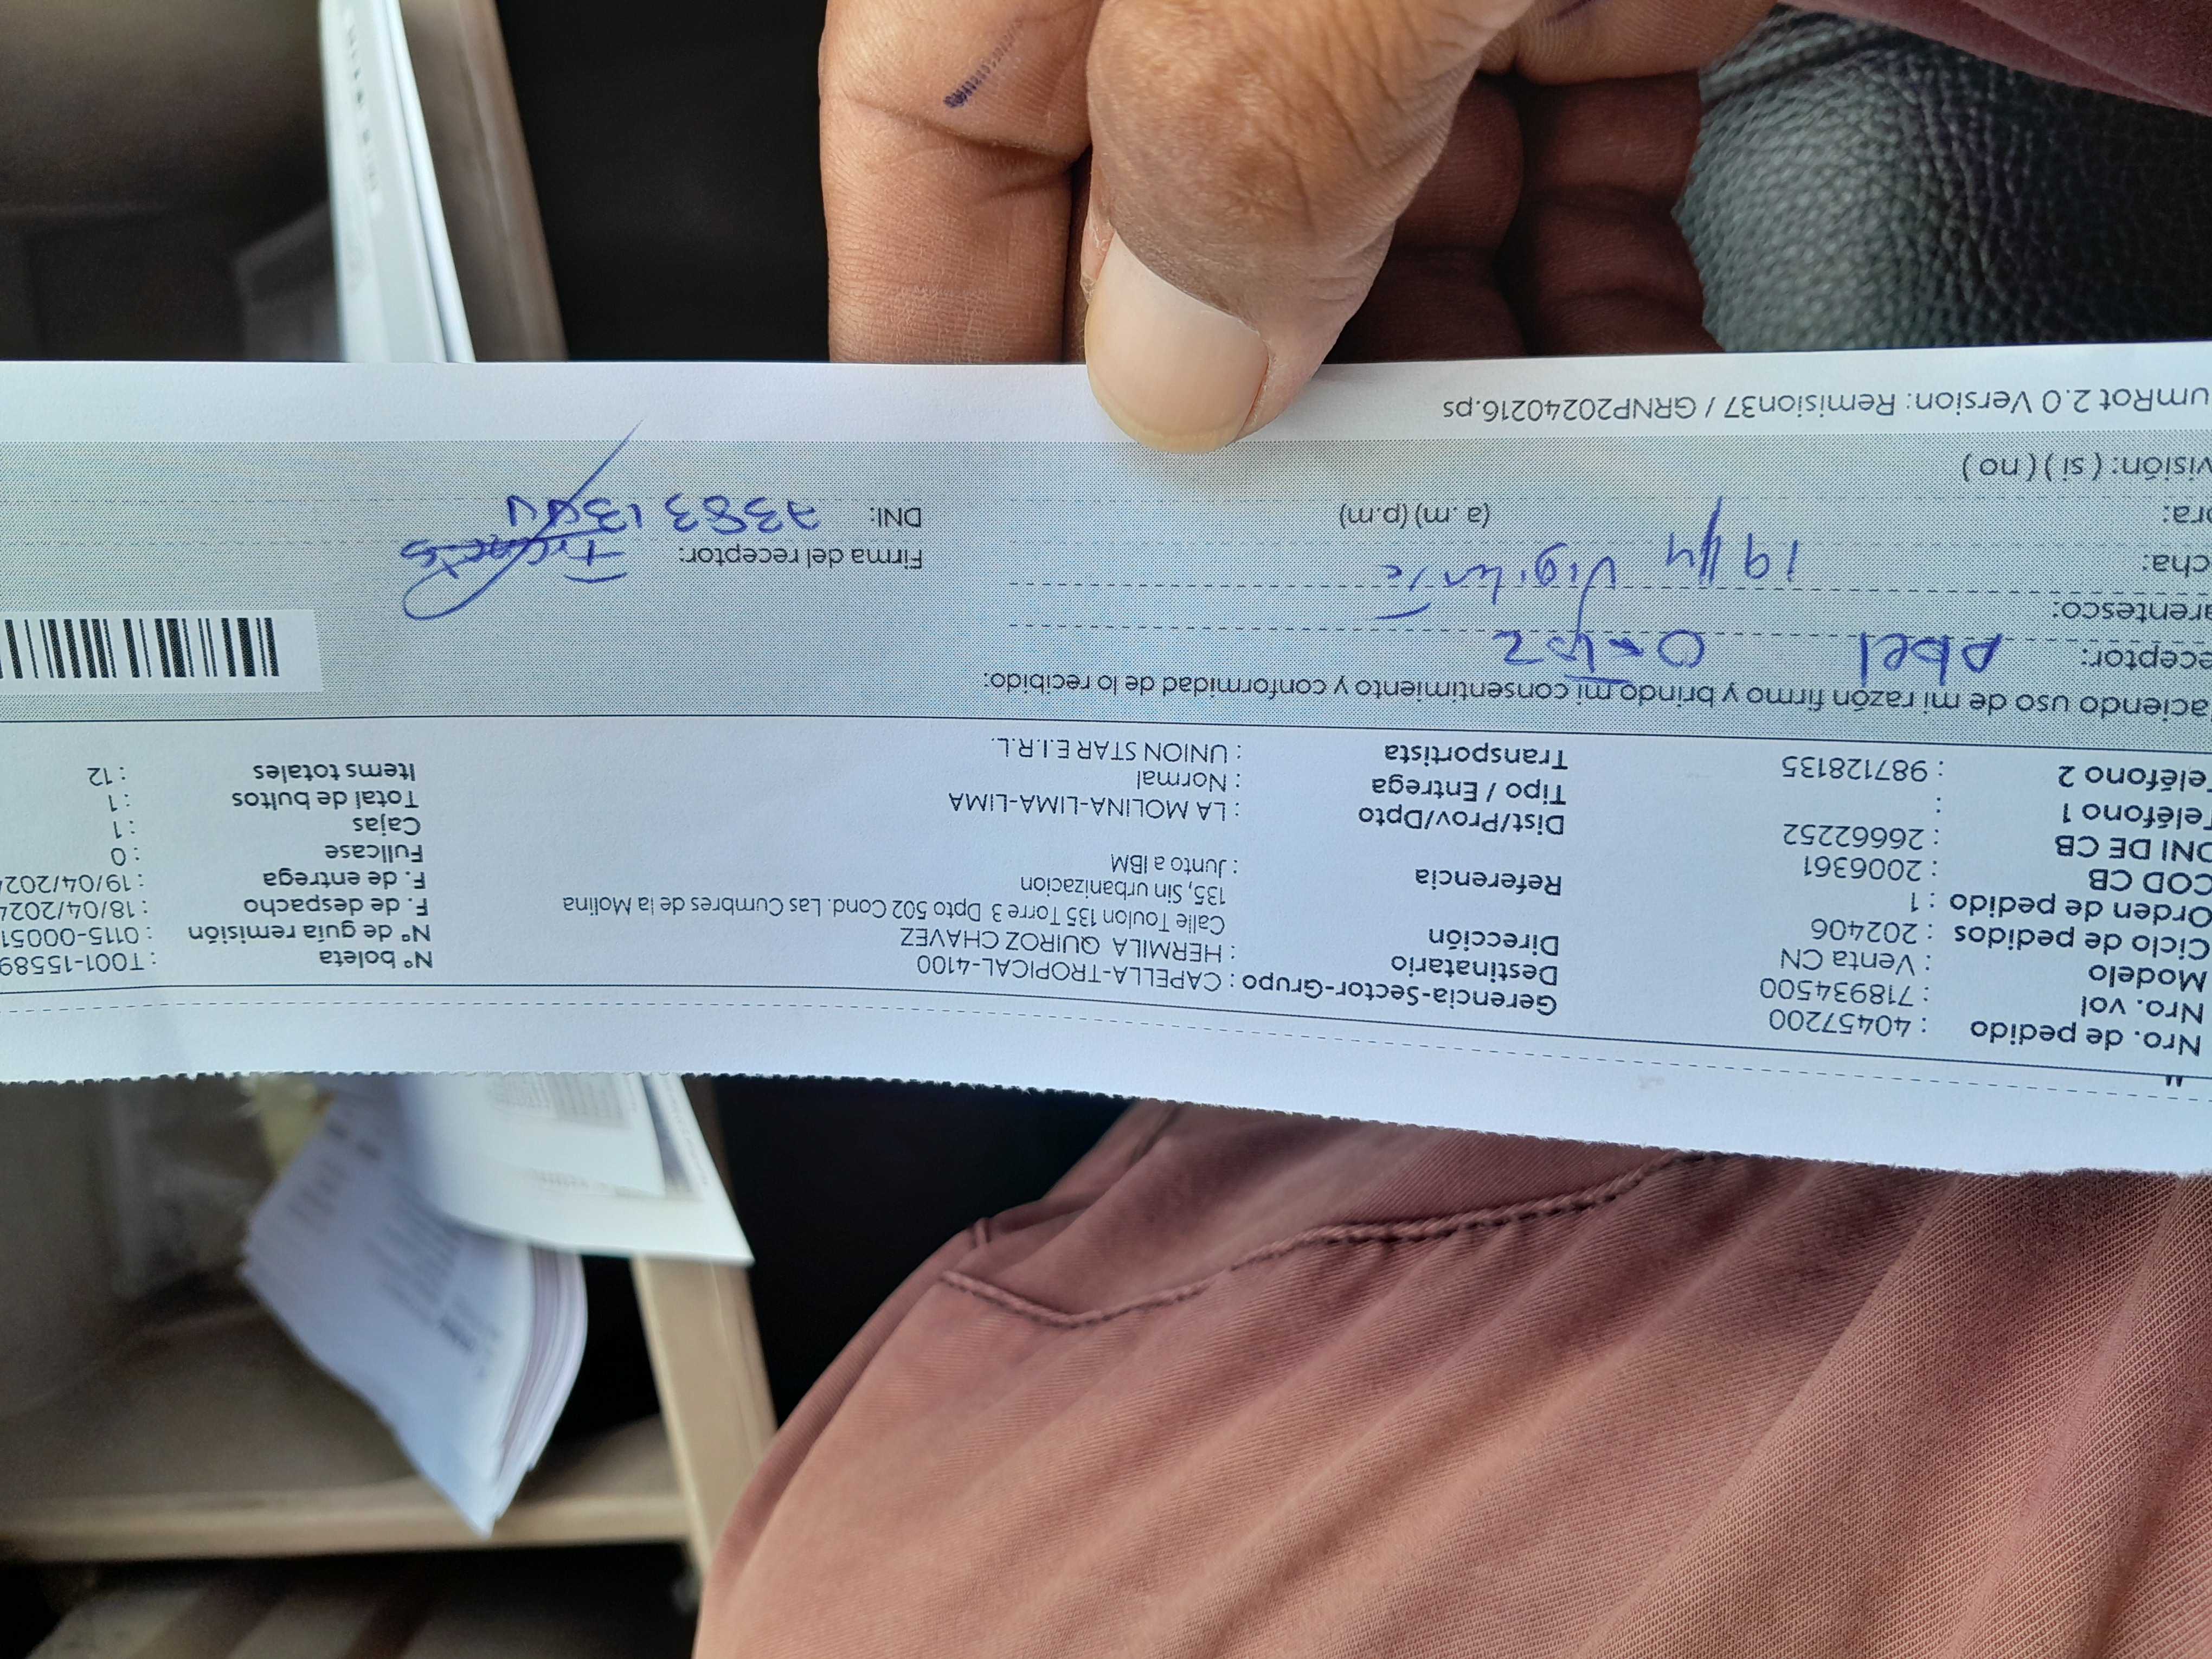 Nro. de pedido : 40457200
Nro. vol : 718934500
Modelo : Venta CN
Ciclo de pedidos : 202406
Orden de pedido : 1
COD CB : 2006361
DNI DE CB : 26662252
Teléfono 1 :
Teléfono 2 : 987128135
Gerencia-Sector-Grupo : CAPELLA-TROPICAL-4100
Destinatario : HERMILA QUIROZ CHAVEZ
Dirección Calle Toulon 135 Torre 3 Dpto 502 Cond. Las Cumbres de la Molina
135, Sin urbanizacion
Referencia : Junto a IBM
Dist/Prov/Dpto : LA MOLINA-LIMA-LIMA
Tipo / Entrega : Normal
Transportista : UNION STAR E.I.R.L.
N° boleta : T001-15589
N° de guía remisión : 0115-00051
F. de despacho : 18/04/2024
F. de entrega : 19/04/202
Fullcase : 0
Cajas : 1
Total de bultos : 1
Items totales : 12
aciendo uso de mi razón firmo y brindo mi consentimiento y conformidad de lo recibido:
eceptor: Abel
arentesco:
cha: 19/4 Vigilante
ora: (a .m) (p.m)
visión: ( si ) ( no )
Firma del receptor:
DNI:
umRot 2.0 Version: Remision37 / GRNP20240216.ps